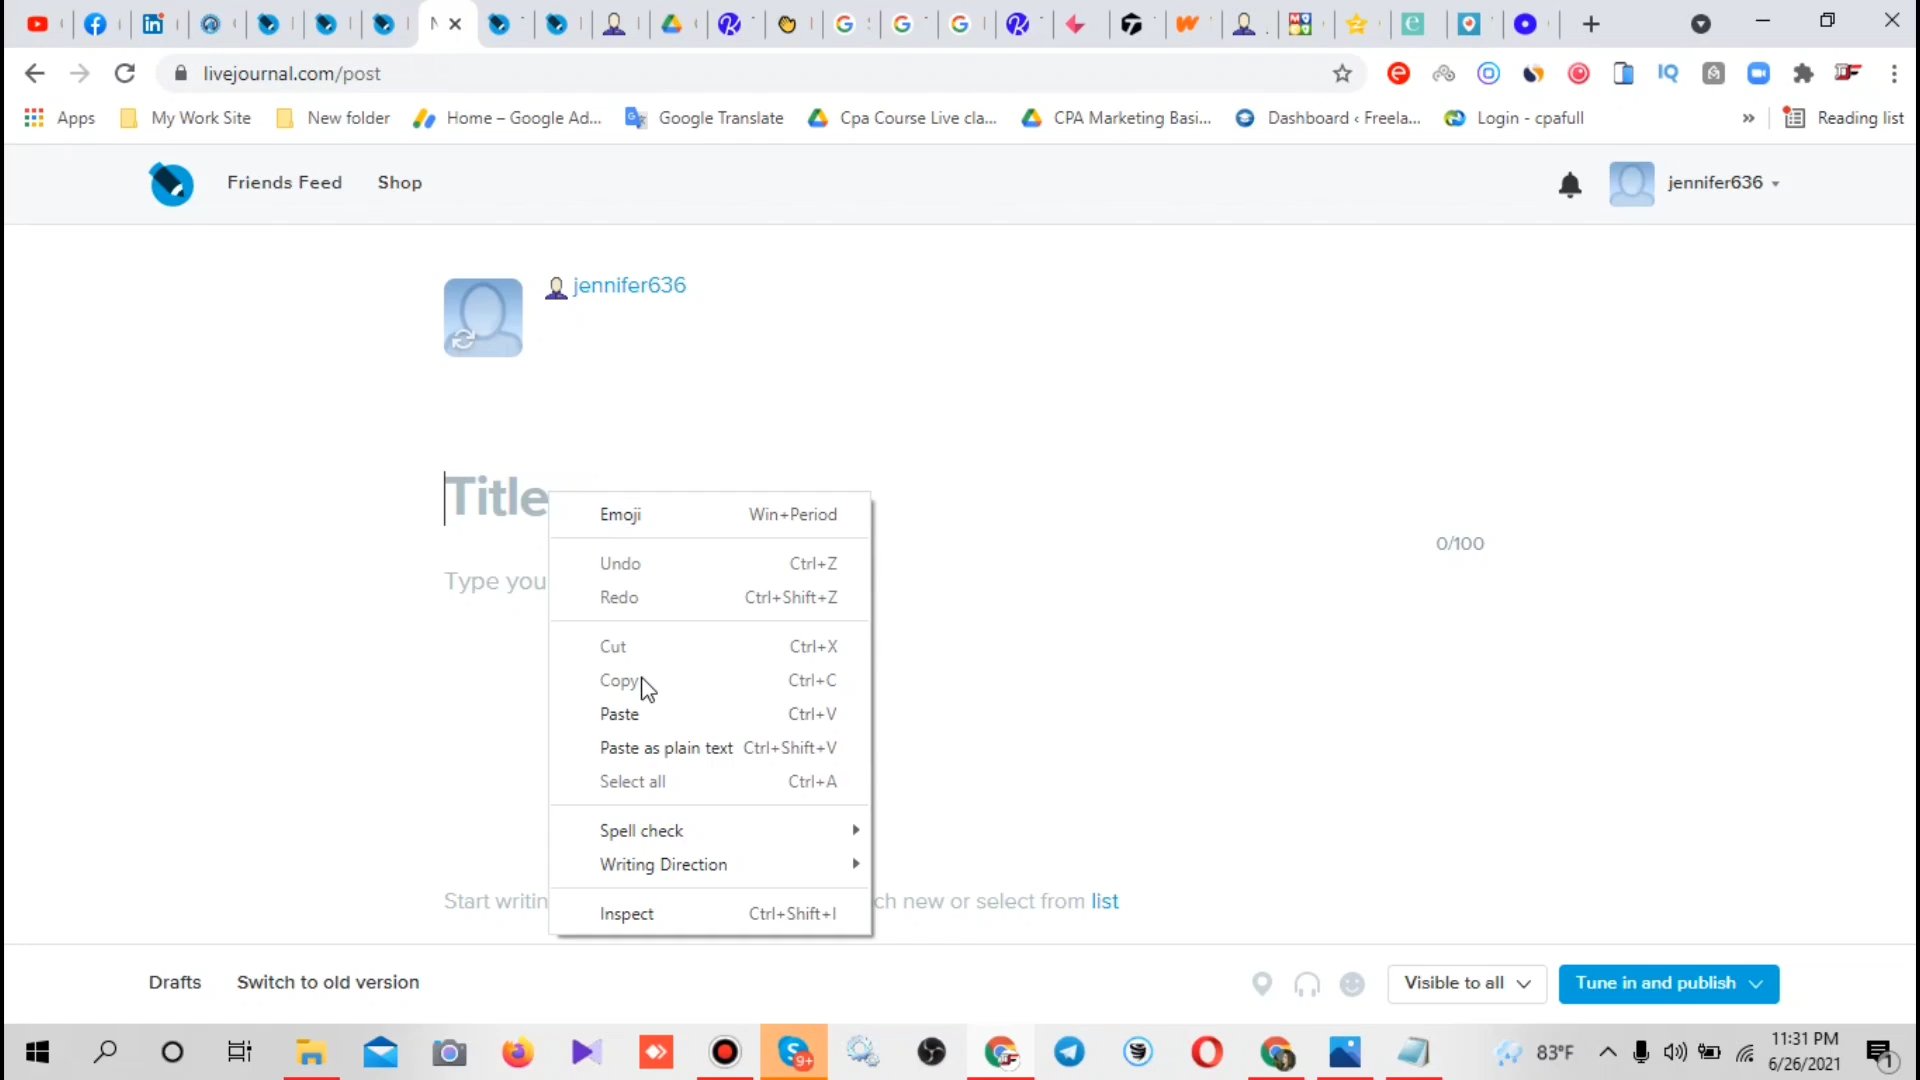 livejournal.com/post
Apps My Work Site New folder Home – Google Ad... Google Translate Cpa Course Live cla... CPA Marketing Basi... Dashboard ‹ Freela... Login - cpafull » Reading list
Friends Feed Shop jennifer636
jennifer636
Title
0/100
Type you
Emoji Win+Period
Undo Ctrl+Z
Redo Ctrl+Shift+Z
Cut Ctrl+X
Copy Ctrl+C
Paste Ctrl+V
Paste as plain text Ctrl+Shift+V
Select all Ctrl+A
Spell check
Writing Direction
Inspect Ctrl+Shift+I
Start writin ch new or select from list
Drafts Switch to old version Visible to all Tune in and publish
83°F 11:31 PM
6/26/2021